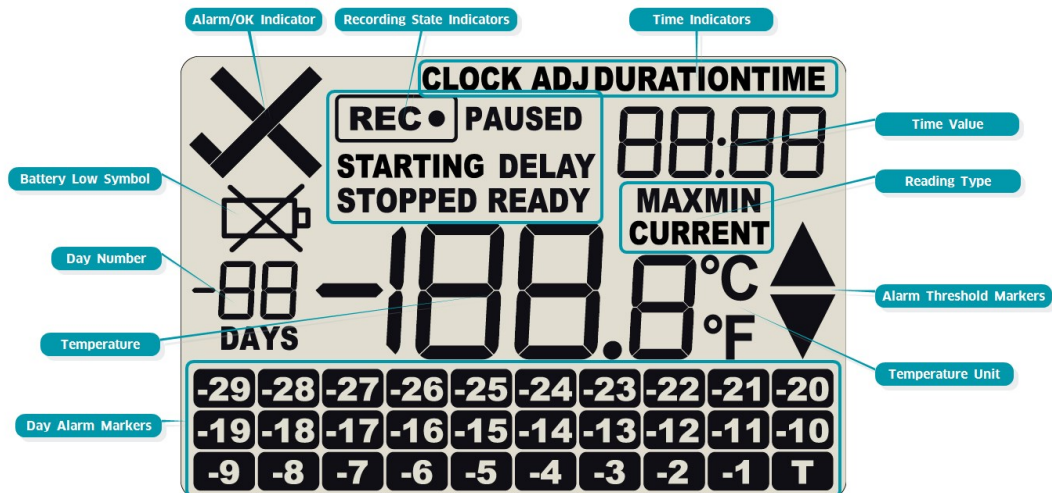 Alarm/OK Indicator
Recording State Indicators
Time Indicators
CLOCK ADJ DURATION TIME
REC PAUSED
88:88
Time Value
STARTING DELAY
Battery Low Symbol
STOPPED READY
MAX MIN
Reading Type
CURRENT
Day Number
-88
-188.8
°C
Alarm Threshold Markers
DAYS
°F
Temperature
Temperature Unit
-29 -28 -27 -26 -25 -24 -23 -22 -21 -20
Day Alarm Markers
-19 -18 -17 -16 -15 -14 -13 -12 -11 -10
-9 -8 -7 -6 -5 -4 -3 -2 -1 T